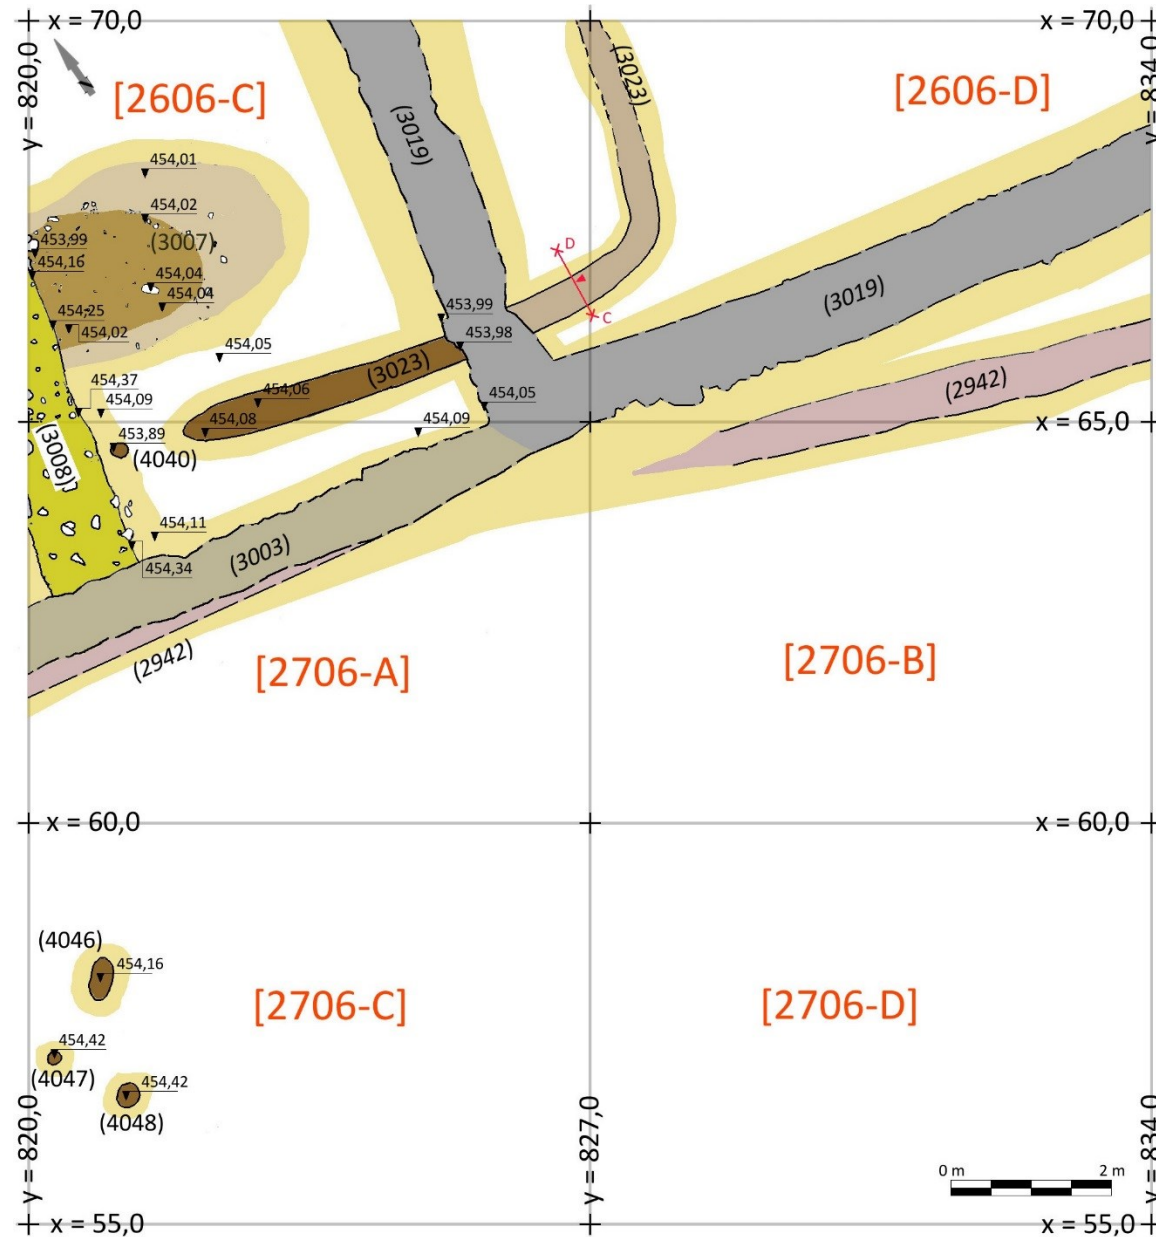 x = 70,0
x = 70,0
y = 820,0
y = 834,0
[2606-C]
[2606-D]
(3019)
(3023)
454,01
454,02
(3007)
453,99
454,16
454,04
454,04
454,25
454,02
D
C
453,99
453,98
(3019)
454,05
(3023)
454,06
454,05
(2942)
454,37
454,09
454,08
454,09
x = 65,0
453,89
(4040)
(3008)
454,11
454,34
(3003)
(2942)
[2706-A]
[2706-B]
x = 60,0
x = 60,0
(4046)
454,16
[2706-C]
[2706-D]
454,42
(4047)
454,42
(4048)
y = 820,0
y = 827,0
y = 834,0
0 m
2 m
x = 55,0
x = 55,0